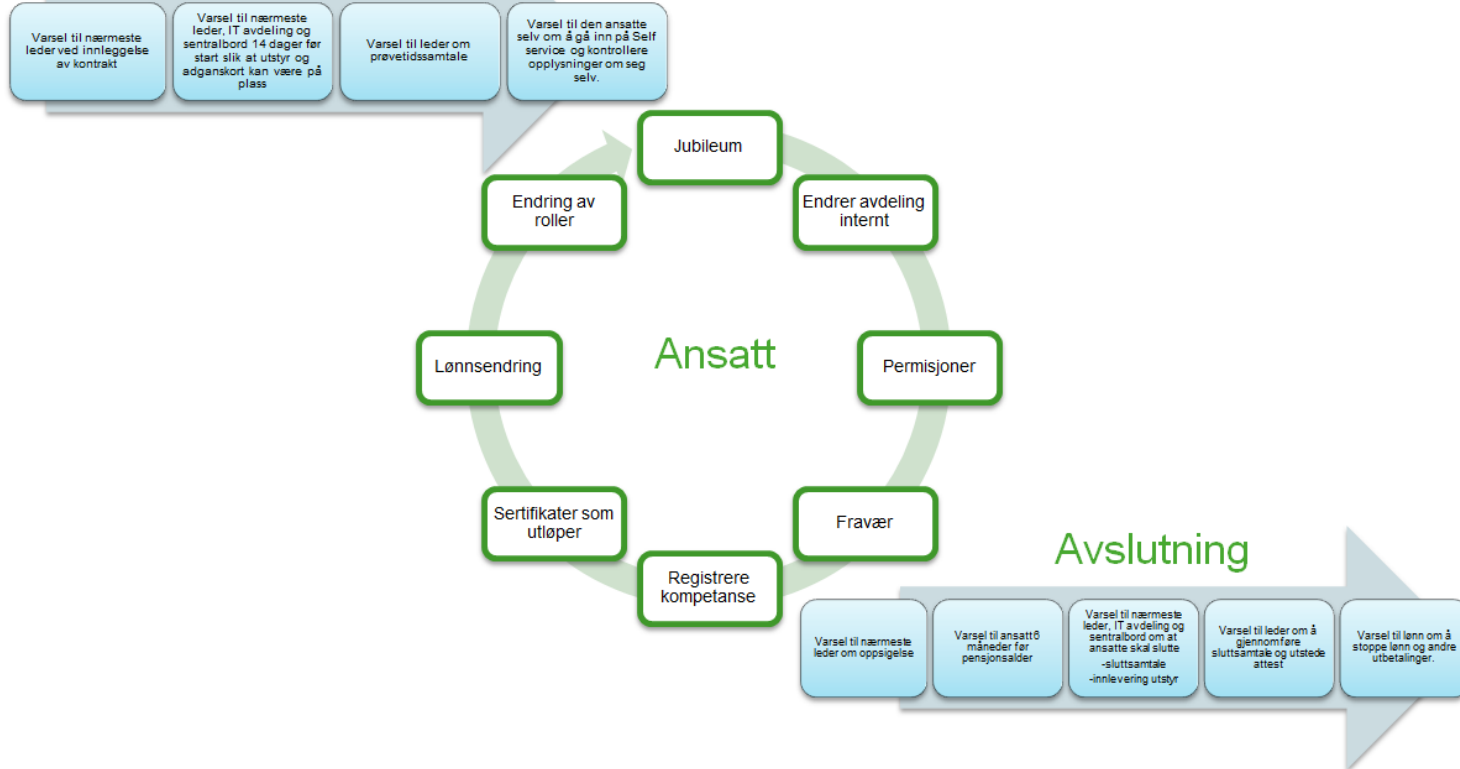 Varsel til nærmeste
leder ved innleggelse
av kontrakt
Varsel til nærmeste
leder, IT avdeling og
sentralbord 14 dager før
start slik at utstyr og
adganskort kan være på
plass
Varsel til leder om
prøvetidssamtale
Varsel til den ansatte
selv om å gå inn på Self
service og kontrollere
opplysninger om seg
selv.
Jubileum
Endrer avdeling
internt
Permisjoner
Fravær
Registrere
kompetanse
Sertifikater som
utløper
Lønnsendring
Endring av
roller
Ansatt
Avslutning
Varsel til nærmeste
leder om oppsigelse
Varsel til ansatt 6
måneder før
pensjonsalder
Varsel til nærmeste
leder, IT avdeling og
sentralbord om at
ansatte skal slutte
-sluttsamtale
-innlevering utstyr
Varsel til leder om å
gjennomføre
sluttsamtale og utstede
attest
Varsel til lønn om å
stoppe lønn og andre
utbetalinger.